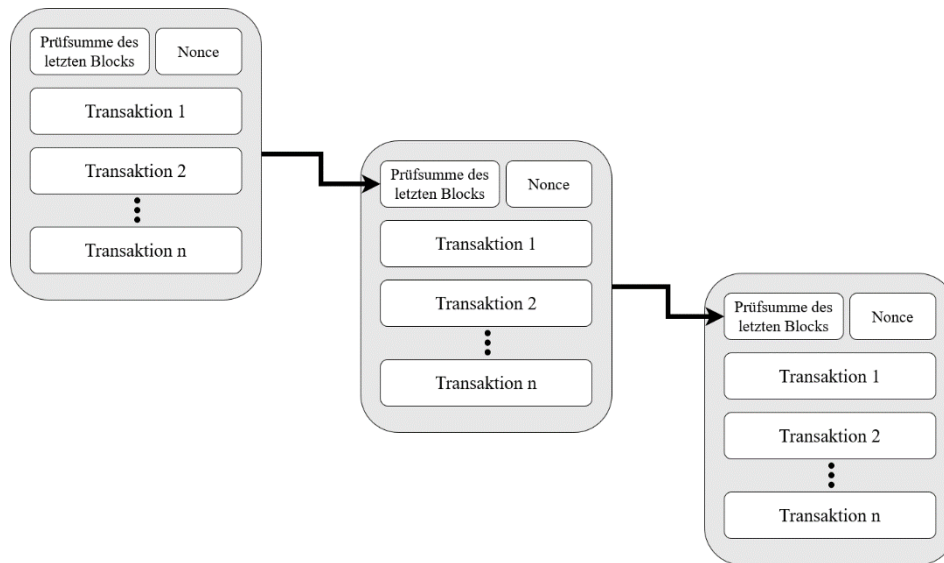 Prüfsumme des
letzten Blocks
Nonce
Transaktion 1
Transaktion 2
Transaktion n
Prüfsumme des
letzten Blocks
Nonce
Transaktion 1
Transaktion 2
Transaktion n
Prüfsumme des
letzten Blocks
Nonce
Transaktion 1
Transaktion 2
Transaktion n